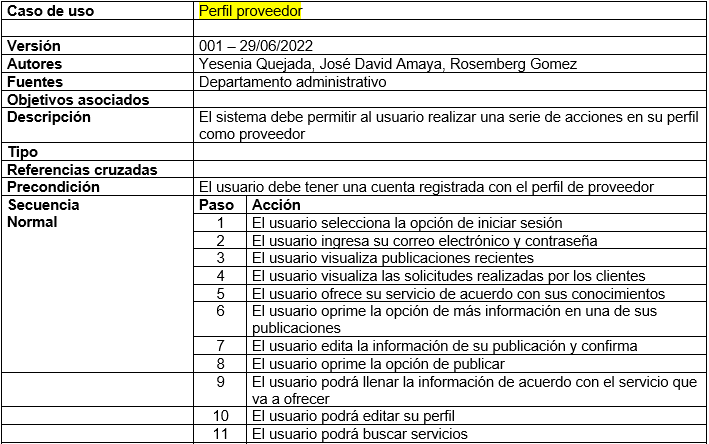 Caso de uso Perfil proveedor
Versión 001 – 29/06/2022
Autores Yesenia Quejada, José David Amaya, Rosemberg Gomez
Fuentes Departamento administrativo
Objetivos asociados
Descripción El sistema debe permitir al usuario realizar una serie de acciones en su perfil
como proveedor
Tipo
Referencias cruzadas
Precondición El usuario debe tener una cuenta registrada con el perfil de proveedor
Secuencia Paso Acción
Normal 1 El usuario selecciona la opción de iniciar sesión
2 El usuario ingresa su correo electrónico y contraseña
3 El usuario visualiza publicaciones recientes
4 El usuario visualiza las solicitudes realizadas por los clientes
5 El usuario ofrece su servicio de acuerdo con sus conocimientos
6 El usuario oprime la opción de más información en una de sus
publicaciones
7 El usuario edita la información de su publicación y confirma
8 El usuario oprime la opción de publicar
9 El usuario podrá llenar la información de acuerdo con el servicio que
va a ofrecer
10 El usuario podrá editar su perfil
11 El usuario podrá buscar servicios